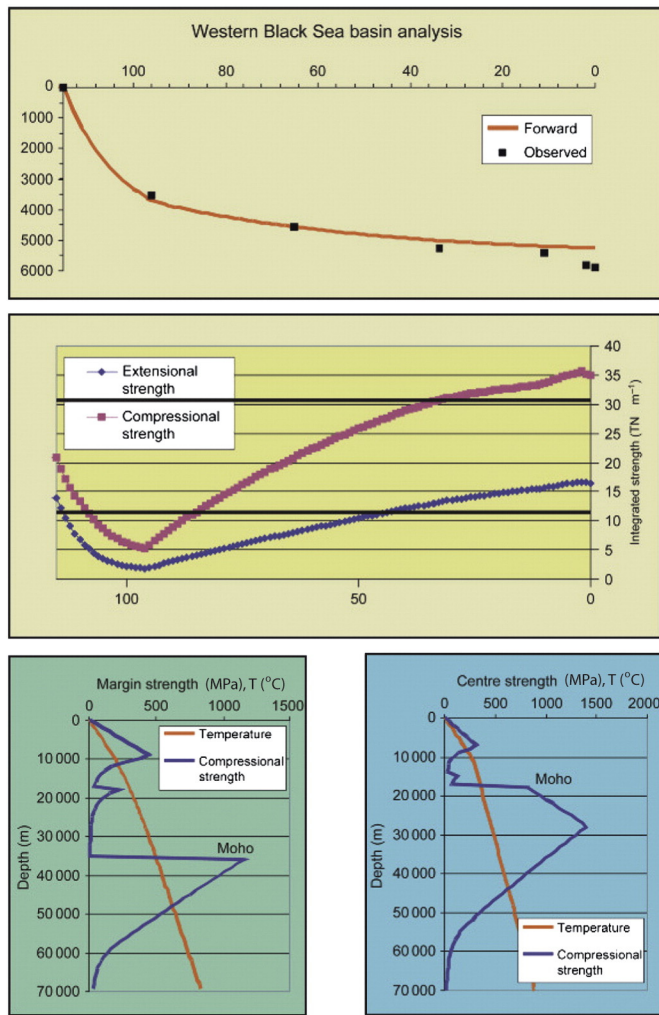 Western Black Sea basin analysis
100 80 60 40 20 0
0
1000
2000
3000
4000
5000
6000
Forward
Observed
Extensional
strength
Compressional
strength
40
35
30
25
20
15
10
5
0
Integrated strength (TN m⁻¹)
100 50 0
Margin strength (MPa), T (°C)
0 500 1000 1500
0
10 000
20 000
30 000
40 000
50 000
60 000
70 000
Depth (m)
Temperature
Compressional
strength
Moho
Centre strength (MPa), T (°C)
0 500 1000 1500 2000
0
10 000
20 000
30 000
40 000
50 000
60 000
70 000
Depth (m)
Moho
Temperature
Compressional
strength